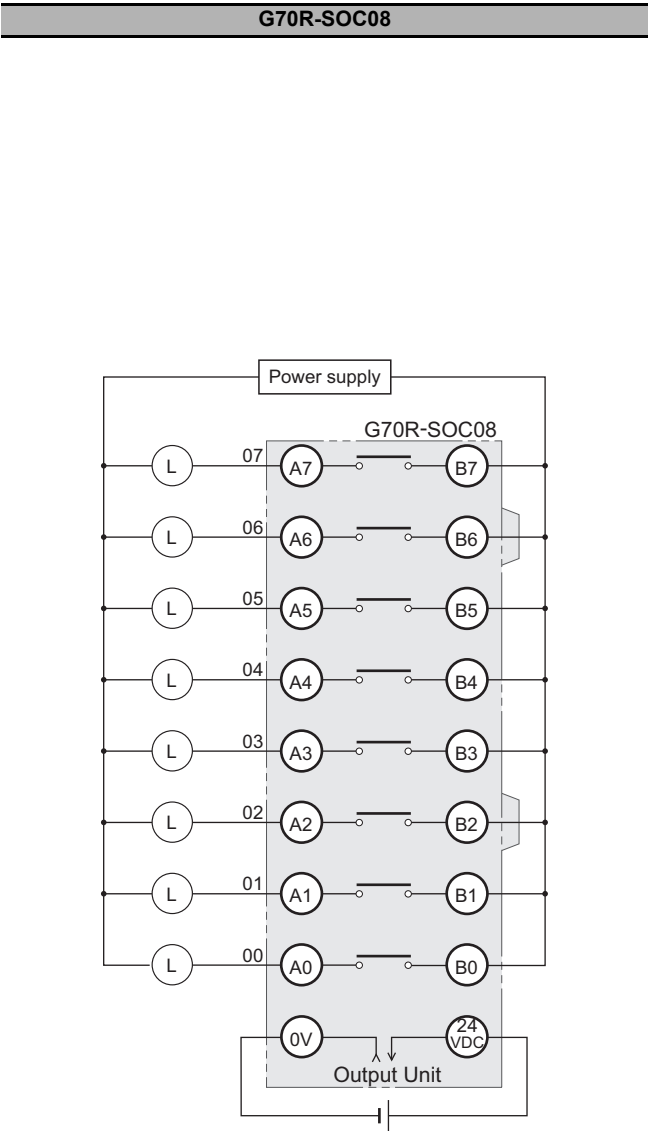 G70R-SOC08
Power supply
G70R-SOC08
L 07 A7 B7
L 06 A6 B6
L 05 A5 B5
L 04 A4 B4
L 03 A3 B3
L 02 A2 B2
L 01 A1 B1
L 00 A0 B0
0V 24 VDC
Output Unit